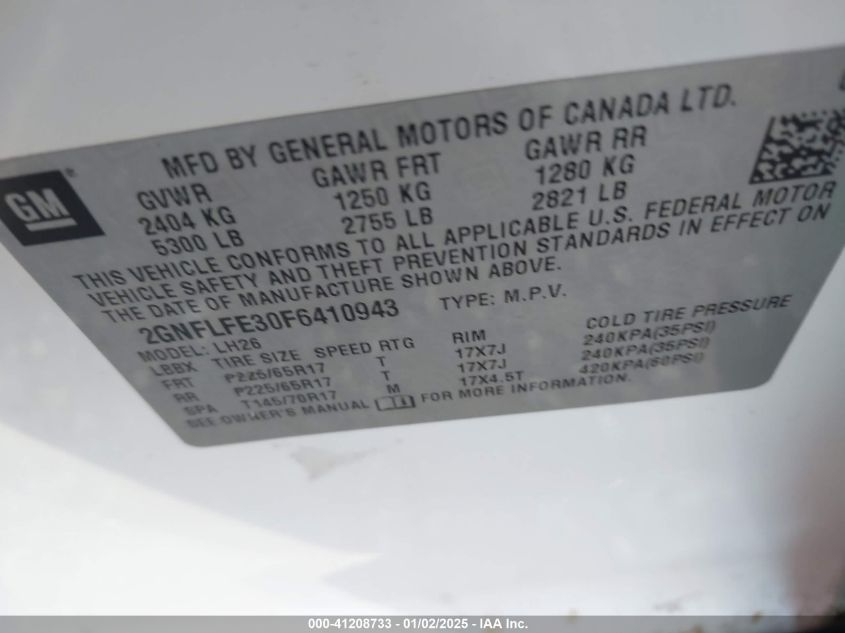 MFD BY GENERAL MOTORS OF CANADA LTD.
GM®
GVWR GAWR FRT GAWR RR
2404 KG 1250 KG 1280 KG
5300 LB 2755 LB 2821 LB
THIS VEHICLE CONFORMS TO ALL APPLICABLE U.S. FEDERAL MOTOR
VEHICLE SAFETY AND THEFT PREVENTION STANDARDS IN EFFECT ON
THE DATE OF MANUFACTURE SHOWN ABOVE.
2GNFLFE30F6410943 TYPE: M.P.V.
MODEL: LH26
LBBX TIRE SIZE SPEED RTG RIM COLD TIRE PRESSURE
FRT P225/65R17 T 17X7J 240KPA(35PSI)
RR P225/65R17 T 17X7J 240KPA(35PSI)
SPA T145/70R17 M 17X4.5T 420KPA(60PSI)
SEE OWNER'S MANUAL FOR MORE INFORMATION.
000-41208733 - 01/02/2025 - IAA Inc.